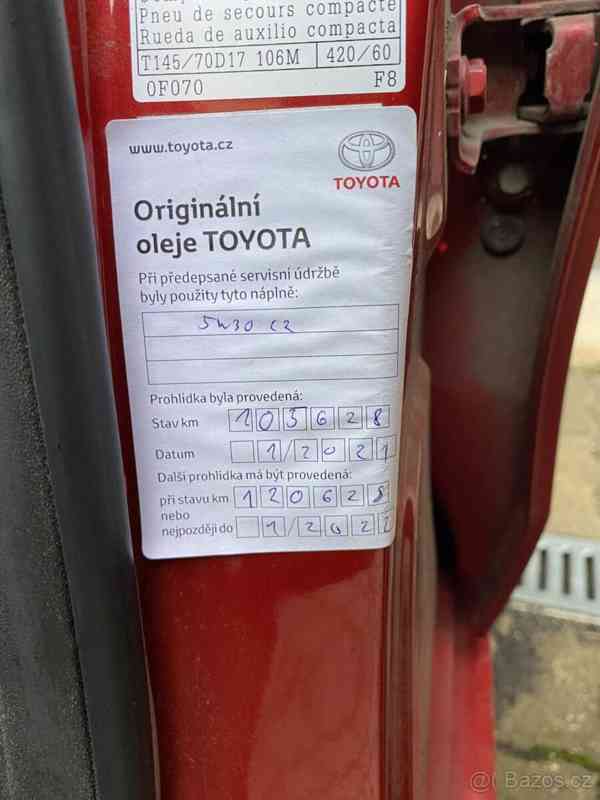 Pneu de secours compacte
Rueda de auxilio compacta
T145/70D17 106M 420/60
0F070 F8
www.toyota.cz
TOYOTA
Originální
oleje TOYOTA
Při předepsané servisní údržbě
byly použity tyto náplně:
5w30 C2
Prohlídka byla provedená:
Stav km 103628
Datum 1/2021
Další prohlídka má být provedená:
při stavu km 120628
nebo
nejpozději do 1/2022
Bazos.cz